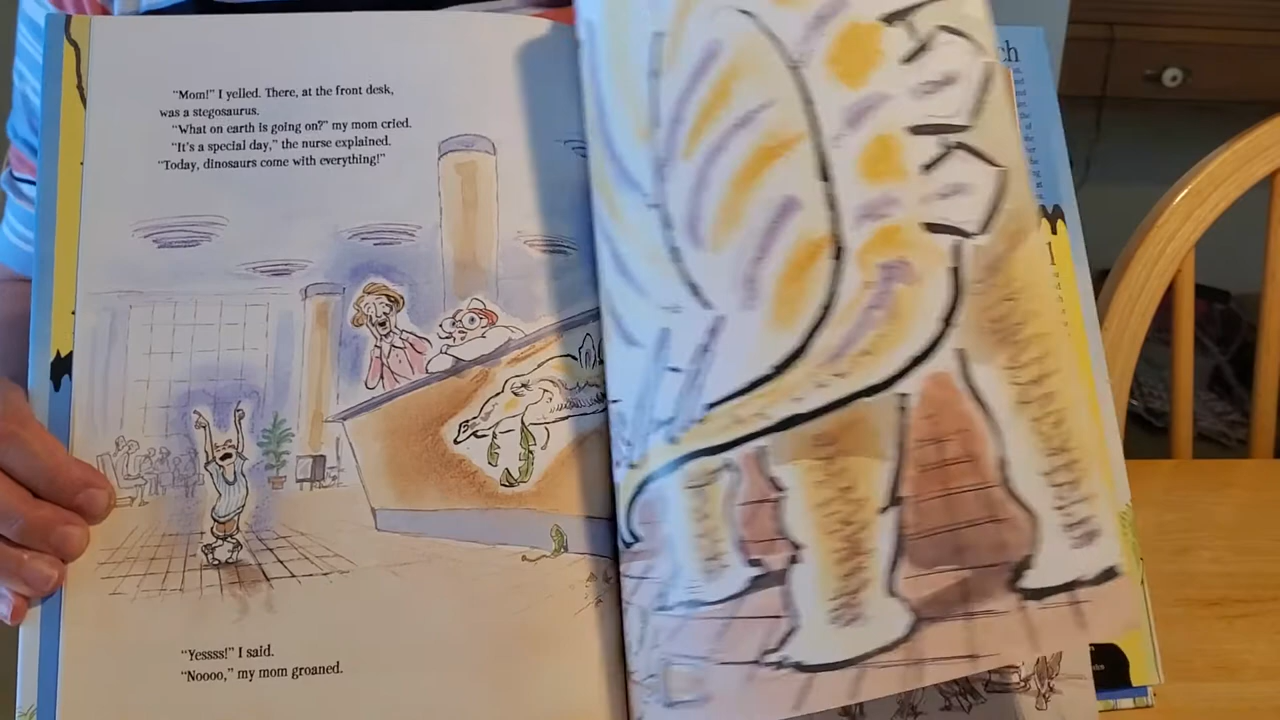 "Mom!" I yelled. There, at the front desk,
was a stegosaurus.
"What on earth is going on?" my mom cried.
"It's a special day," the nurse explained.
"Today, dinosaurs come with everything!"
"Yessss!" I said.
"Noooo," my mom groaned.
ch